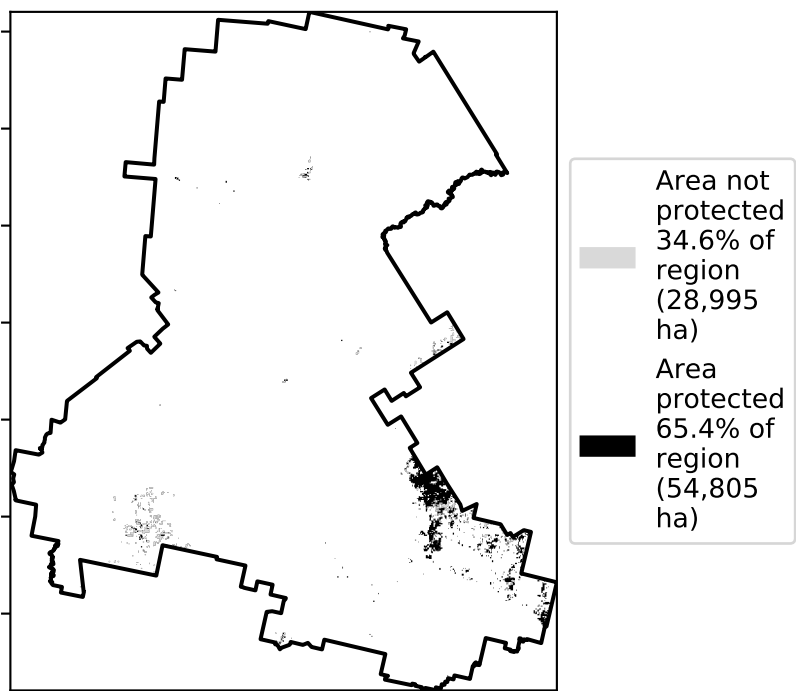 Area not
protected
34.6% of
region
(28,995
ha)
Area
protected
65.4% of
region
(54,805
ha)